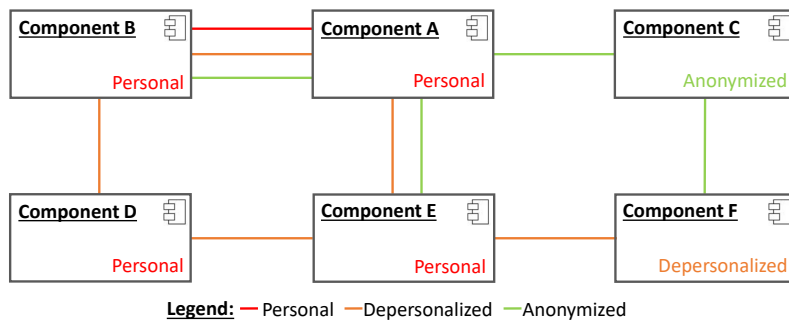 Component B
Personal
Component A
Personal
Component C
Anonymized
Component D
Personal
Component E
Personal
Component F
Depersonalized
Legend: Personal Depersonalized Anonymized